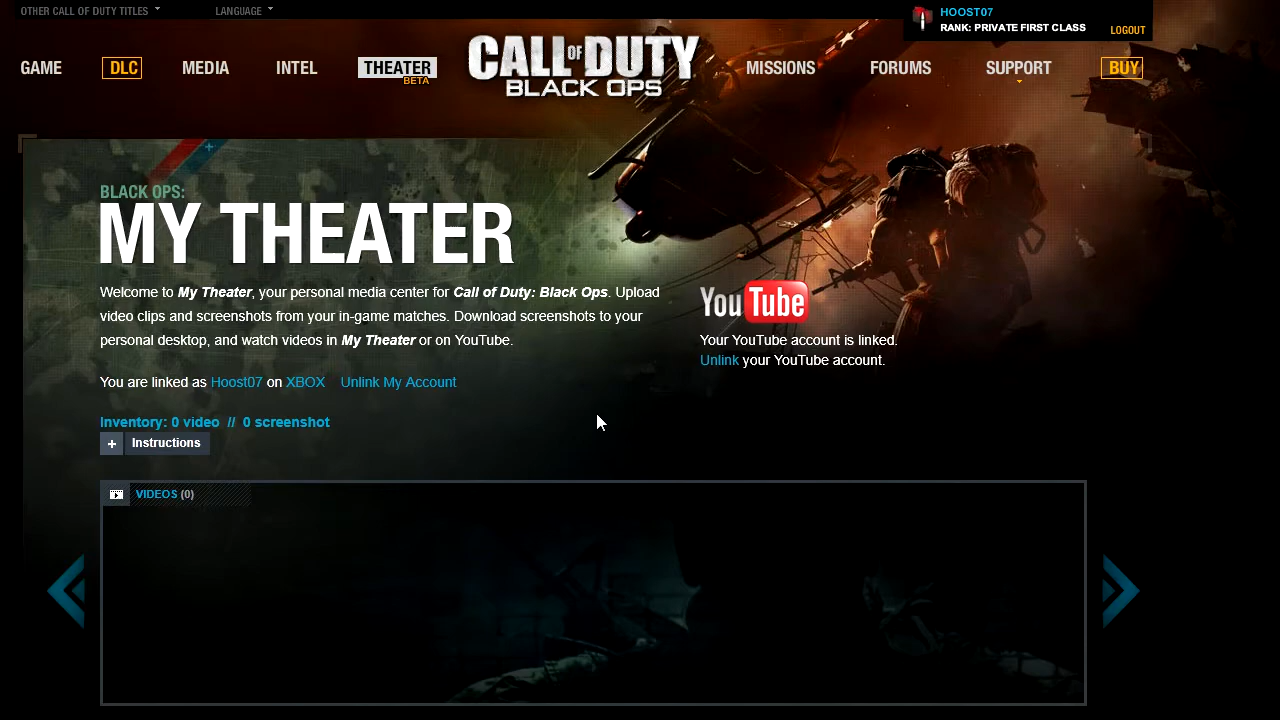 OTHER CALL OF DUTY TITLES
LANGUAGE
HOOST07
RANK: PRIVATE FIRST CLASS
LOGOUT
GAME
DLC
MEDIA
INTEL
THEATER
BETA
CALL OF DUTY
BLACK OPS
MISSIONS
FORUMS
SUPPORT
BUY
BLACK OPS:
MY THEATER
Welcome to My Theater, your personal media center for Call of Duty: Black Ops. Upload
video clips and screenshots from your in-game matches. Download screenshots to your
personal desktop, and watch videos in My Theater or on YouTube.
You Tube
Your YouTube account is linked.
Unlink your YouTube account.
You are linked as Hoost07 on XBOX Unlink My Account
Inventory: 0 video // 0 screenshot
+ Instructions
VIDEOS (0)